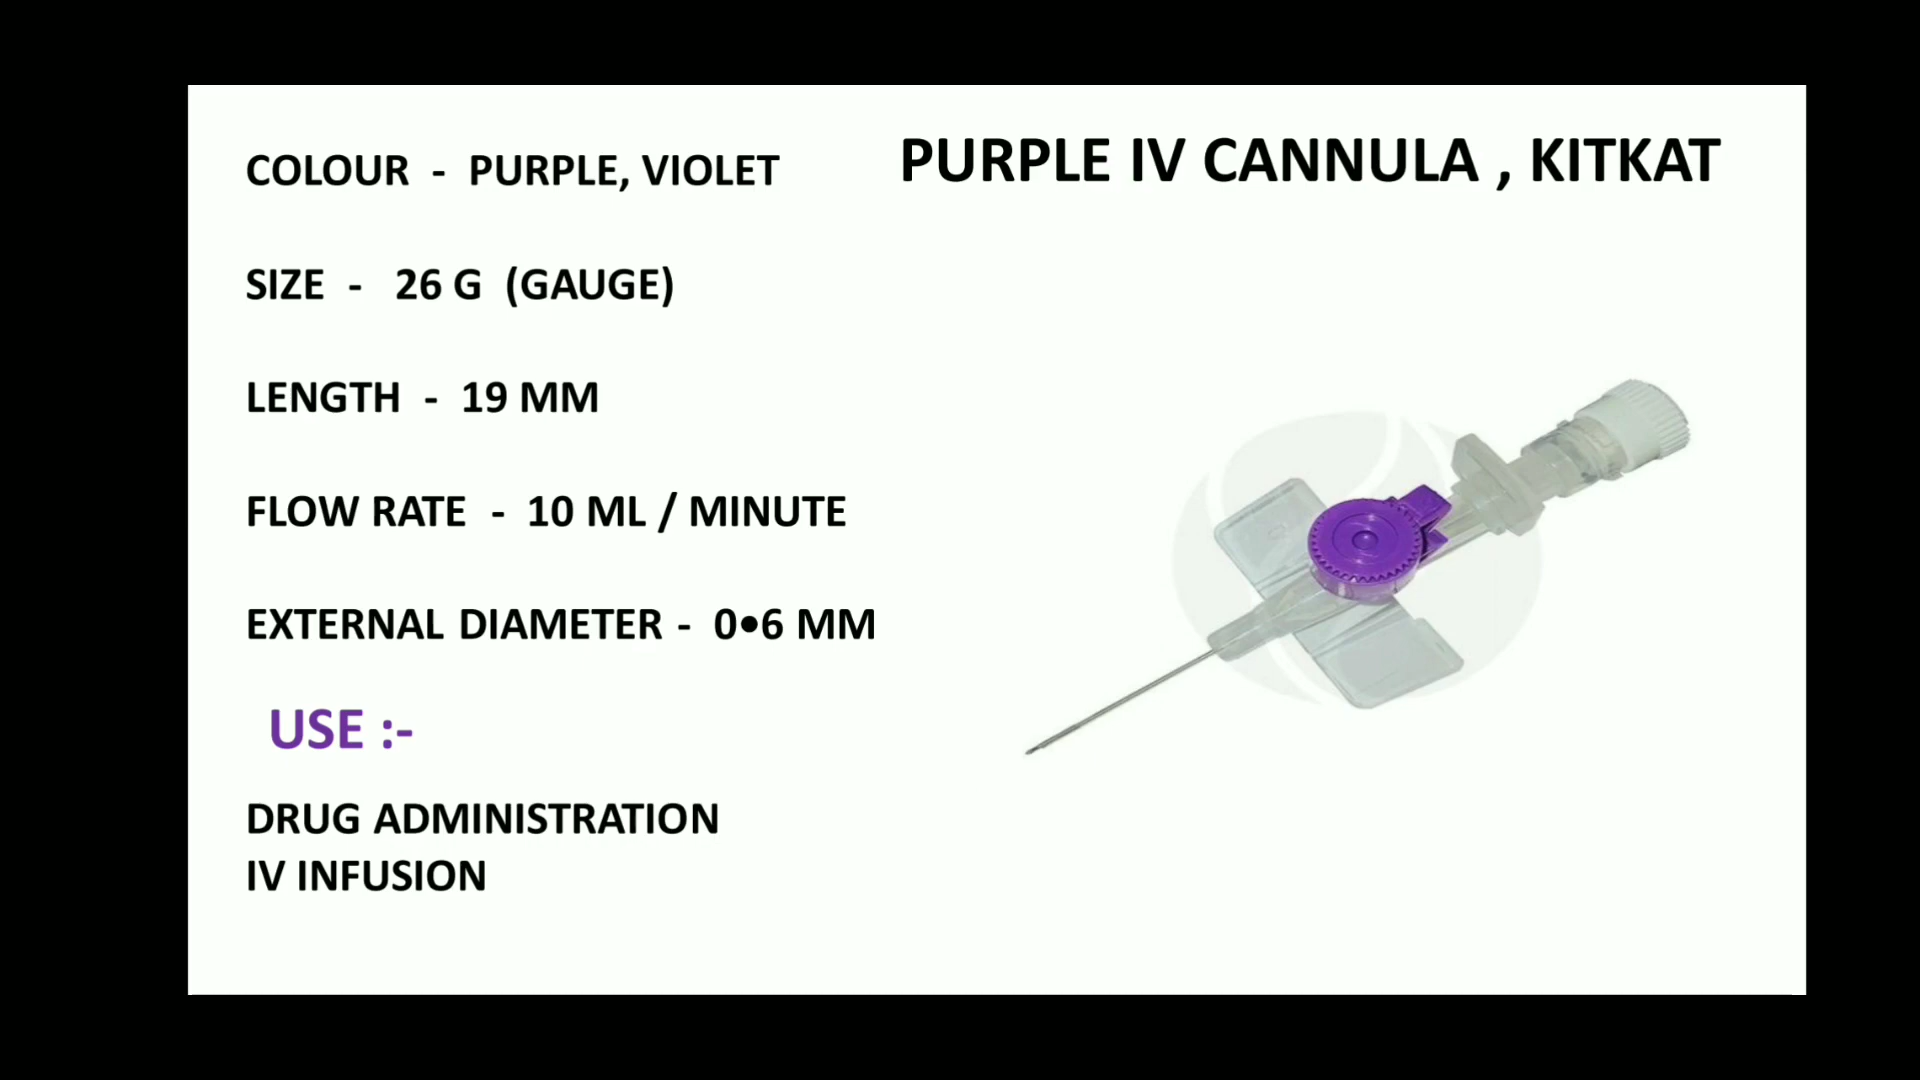 PURPLE IV CANNULA , KITKAT
COLOUR - PURPLE, VIOLET
SIZE - 26 G (GAUGE)
LENGTH - 19 MM
FLOW RATE - 10 ML / MINUTE
EXTERNAL DIAMETER - 0•6 MM
USE :-
DRUG ADMINISTRATION
IV INFUSION